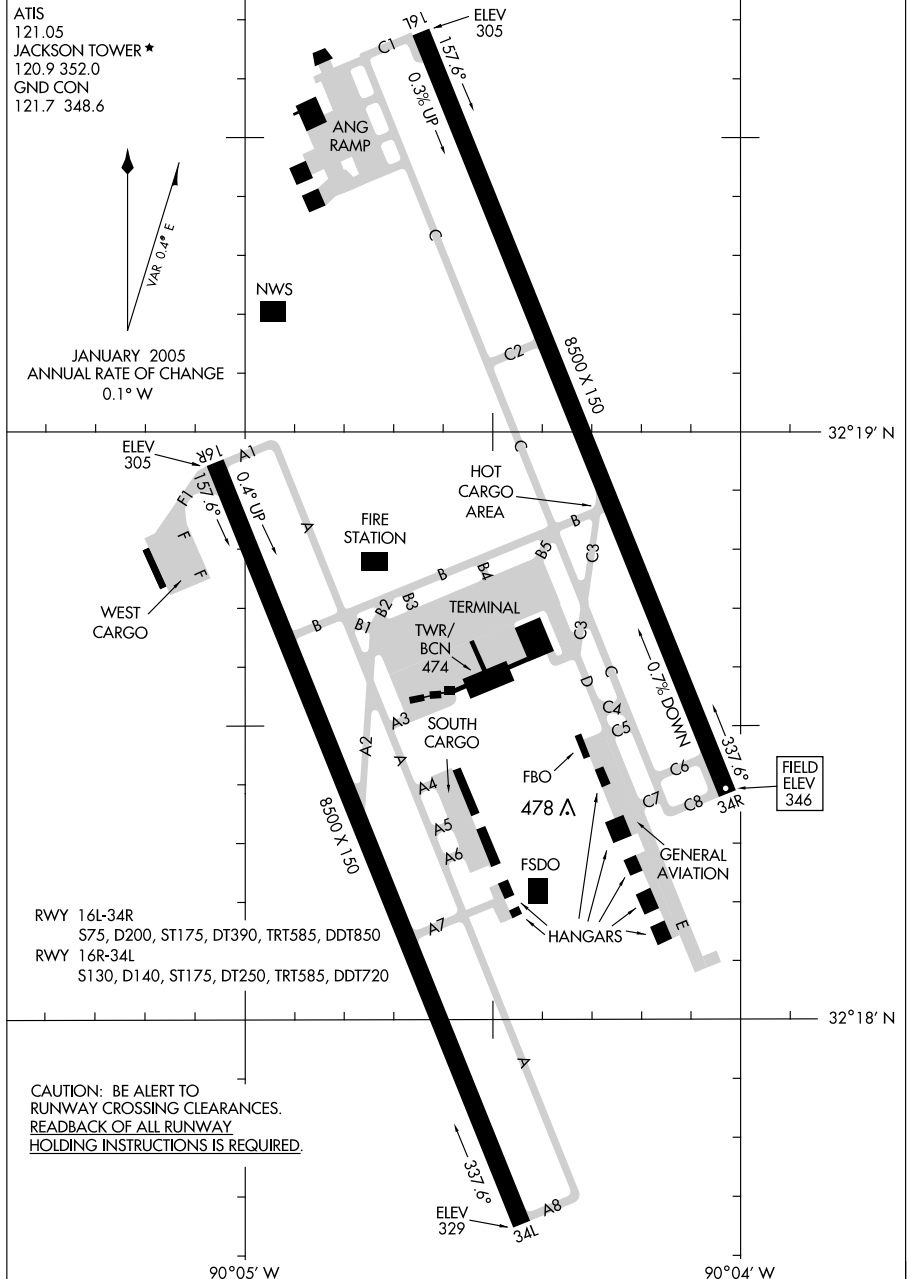 ATIS
121.05
JACKSON TOWER ★
120.9 352.0
GND CON
121.7 348.6
VAR 0.4° E
JANUARY 2005
ANNUAL RATE OF CHANGE
0.1° W
16L
ELEV
305
157.6°
0.3% UP
C1
ANG
RAMP
C
NWS
C2
8500 X 150
32°19' N
ELEV
305
16R
A1
157.6°
0.4° UP
F1
F
F
WEST
CARGO
A
FIRE
STATION
C
HOT
CARGO
AREA
B
B5
C3
B4
B
B3
B2
B1
B
TERMINAL
TWR/
BCN
474
C3
D
C
0.7% DOWN
C4
C5
C6
C7
C8
337.6°
34R
FIELD
ELEV
346
A2
A3
A
SOUTH
CARGO
A4
A5
A6
FBO
478
FSDO
GENERAL
AVIATION
E
HANGARS
A7
8500 X 150
RWY 16L-34R
S75, D200, ST175, DT390, TRT585, DDT850
RWY 16R-34L
S130, D140, ST175, DT250, TRT585, DDT720
32°18' N
A
CAUTION: BE ALERT TO
RUNWAY CROSSING CLEARANCES.
READBACK OF ALL RUNWAY
HOLDING INSTRUCTIONS IS REQUIRED.
337.6°
A8
ELEV
329
34L
90°05' W
90°04' W